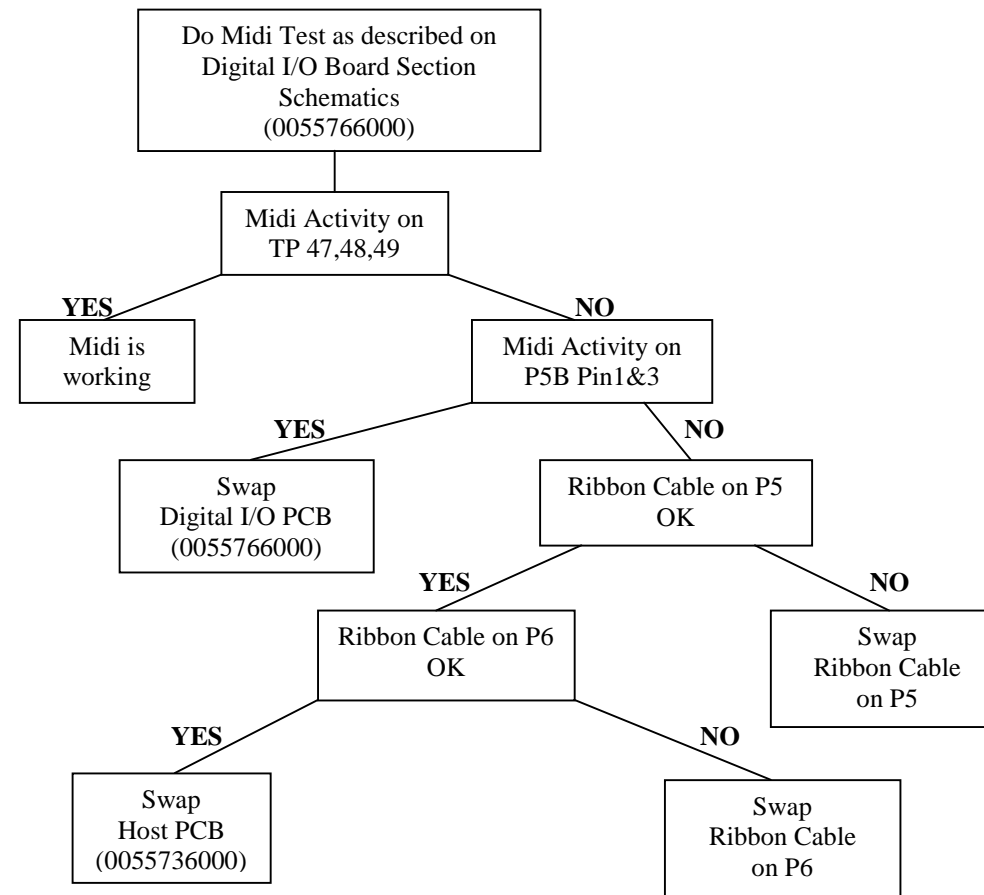 Do Midi Test as described on
Digital I/O Board Section
Schematics
(0055766000)
Midi Activity on
TP 47,48,49
YES
NO
Midi is
working
Midi Activity on
P5B Pin1&3
YES
NO
Swap
Digital I/O PCB
(0055766000)
Ribbon Cable on P5
OK
YES
NO
Ribbon Cable on P6
OK
Swap
Ribbon Cable
on P5
YES
NO
Swap
Host PCB
(0055736000)
Swap
Ribbon Cable
on P6